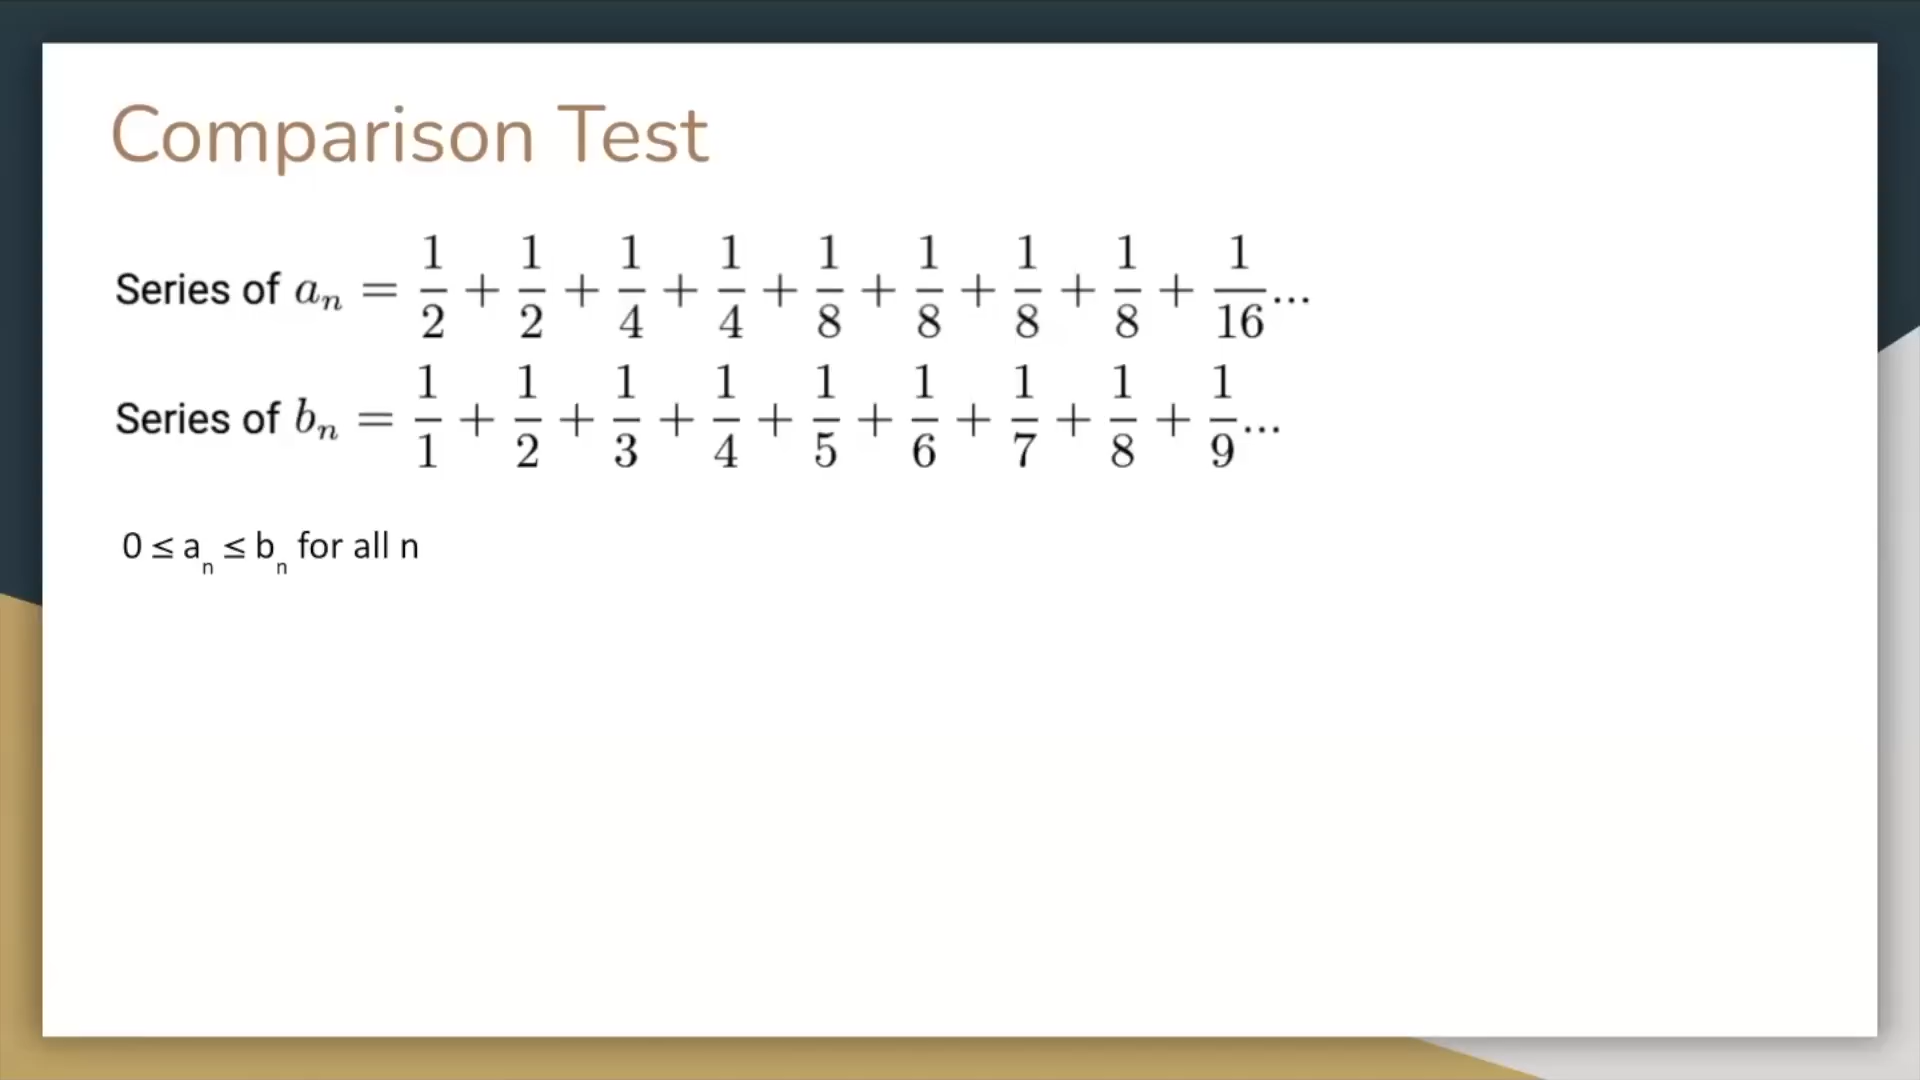 Comparison Test
Series of aₙ = 1/2 + 1/2 + 1/4 + 1/4 + 1/8 + 1/8 + 1/8 + 1/8 + 1/16...
Series of bₙ = 1/1 + 1/2 + 1/3 + 1/4 + 1/5 + 1/6 + 1/7 + 1/8 + 1/9...
0 ≤ aₙ ≤ bₙ for all n